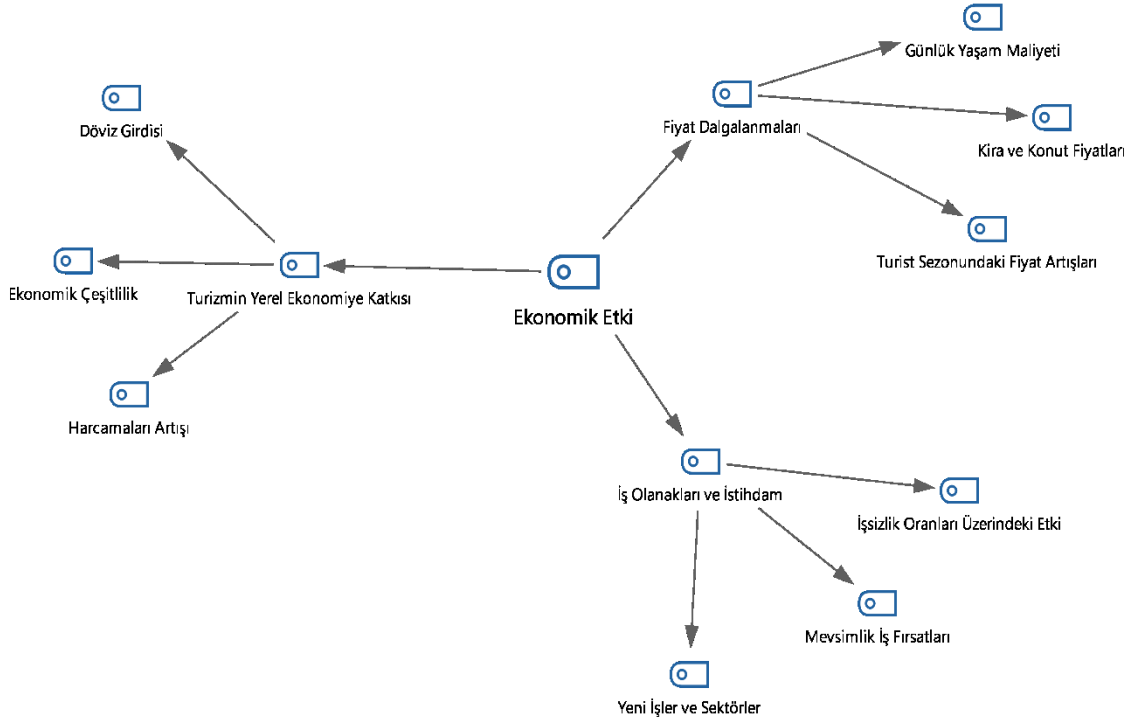 Günlük Yaşam Maliyeti
Döviz Girdisi
Fiyat Dalgalanmaları
Kira ve Konut Fiyatları
Turist Sezonundaki Fiyat Artışları
Ekonomik Çeşitlilik
Turizmin Yerel Ekonomiye Katkısı
Ekonomik Etki
Harcamaları Artışı
İş Olanakları ve İstihdam
İşsizlik Oranları Üzerindeki Etki
Mevsimlik İş Fırsatları
Yeni İşler ve Sektörler